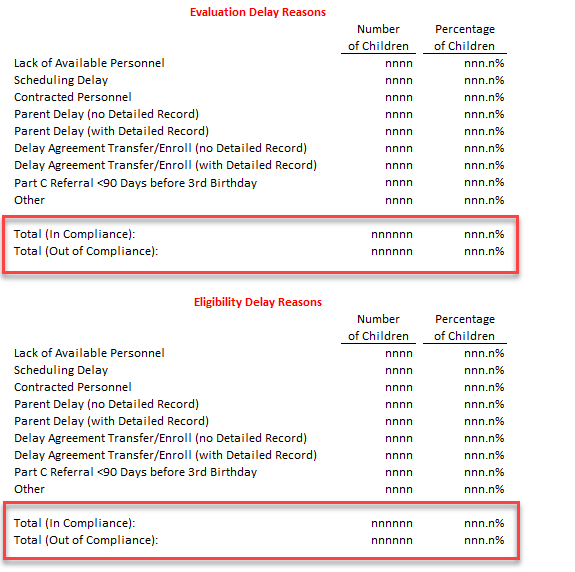 Evaluation Delay Reasons
Number Percentage
of Children of Children
Lack of Available Personnel nnnn nnn.n%
Scheduling Delay nnnn nnn.n%
Contracted Personnel nnnn nnn.n%
Parent Delay (no Detailed Record) nnnn nnn.n%
Parent Delay (with Detailed Record) nnnn nnn.n%
Delay Agreement Transfer/Enroll (no Detailed Record) nnnn nnn.n%
Delay Agreement Transfer/Enroll (with Detailed Record) nnnn nnn.n%
Part C Referral <90 Days before 3rd Birthday nnnn nnn.n%
Other nnnn nnn.n%
Total (In Compliance): nnnnnn nnn.n%
Total (Out of Compliance): nnnnnn nnn.n%
Eligibility Delay Reasons
Number Percentage
of Children of Children
Lack of Available Personnel nnnn nnn.n%
Scheduling Delay nnnn nnn.n%
Contracted Personnel nnnn nnn.n%
Parent Delay (no Detailed Record) nnnn nnn.n%
Parent Delay (with Detailed Record) nnnn nnn.n%
Delay Agreement Transfer/Enroll (no Detailed Record) nnnn nnn.n%
Delay Agreement Transfer/Enroll (with Detailed Record) nnnn nnn.n%
Part C Referral <90 Days before 3rd Birthday nnnn nnn.n%
Other nnnn nnn.n%
Total (In Compliance): nnnnnn nnn.n%
Total (Out of Compliance): nnnnnn nnn.n%